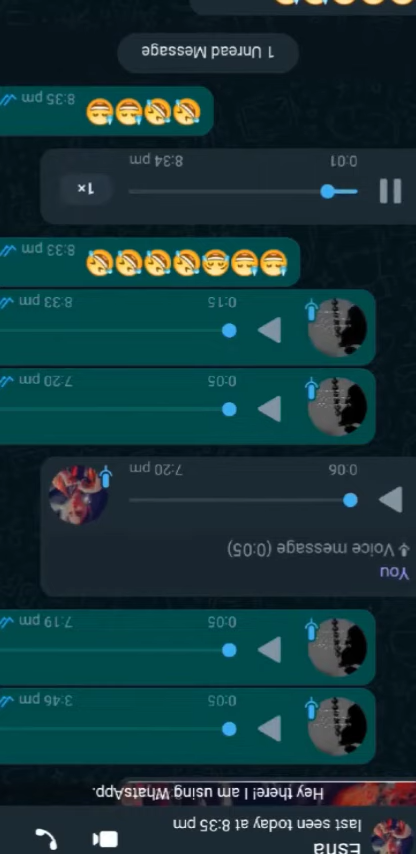 Esha
last seen today at 8:35 pm
Hey there! I am using WhatsApp.
0:05 3:46 pm
0:05 7:19 pm
You
Voice message (0:05)
0:06 7:20 pm
0:05 7:20 pm
0:15 8:33 pm
8:33 pm
1×
0:01 8:34 pm
8:35 pm
1 Unread Message